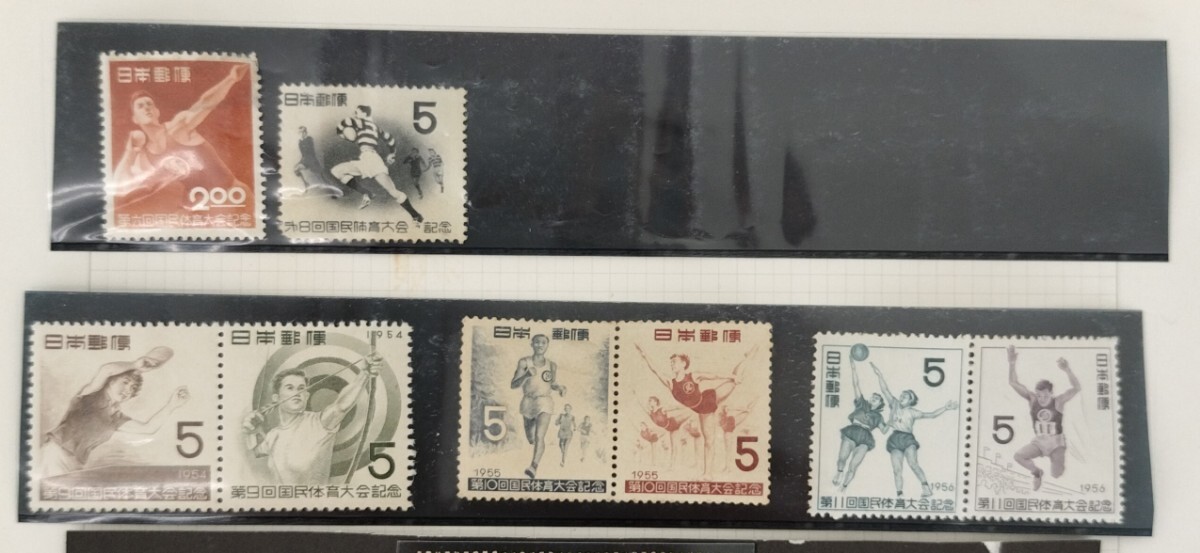 日本郵便
2.00
第六回国民体育大会記念
日本郵便
5
第8回国民体育大会 記念
日本郵便
5
1954
第9回国民体育大会記念
日本郵便
1954
5
第9回国民体育大会記念
日本郵便
5
1955
第10回国民体育大会記念
日本郵便
5
1955
第10回国民体育大会記念
日本郵便
5
1956
第11回国民体育大会記念
日本郵便
5
1956
第11回国民体育大会記念